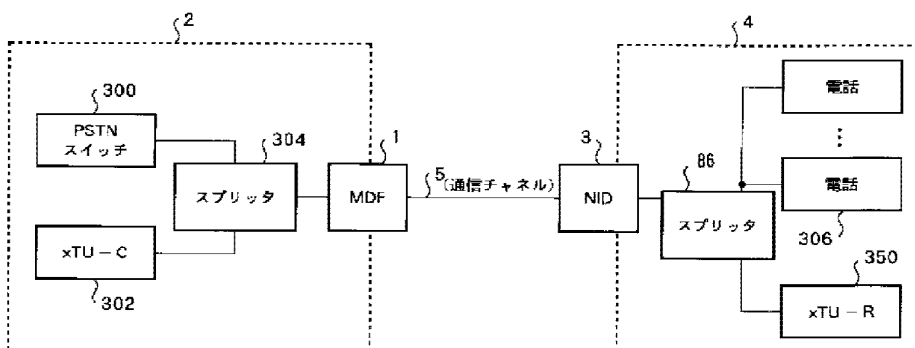 2
4
300
PSTN
スイッチ
304
スプリッタ
1
MDF
5(通信チャネル)
3
NID
86
スプリッタ
電話
⋮
電話
306
xTU-C
302
350
xTU-R